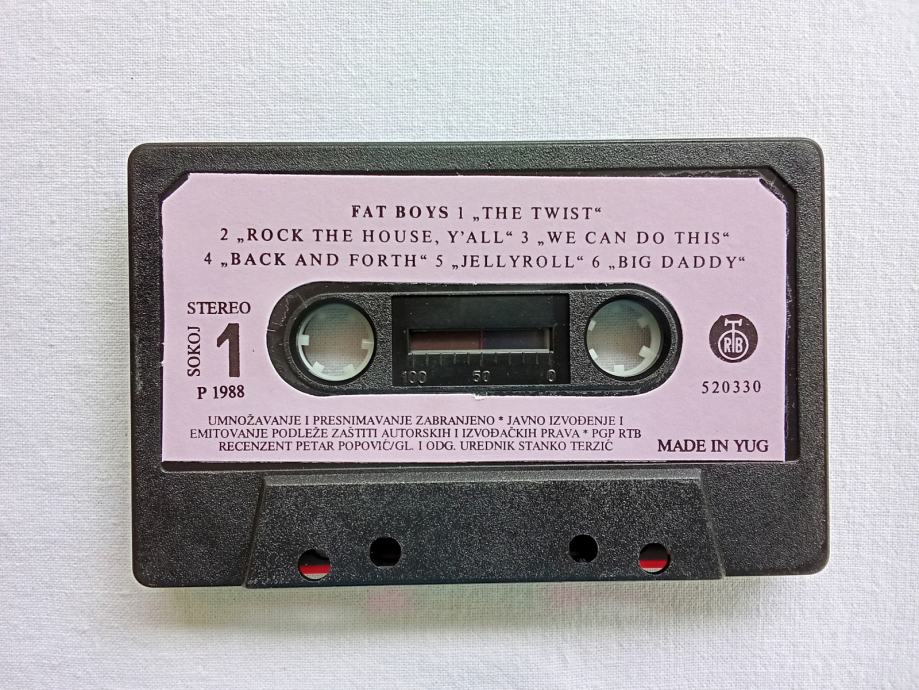 FAT BOYS 1 „THE TWIST“
2 „ROCK THE HOUSE, Y'ALL“ 3 „WE CAN DO THIS“
4 „BACK AND FORTH“ 5 „JELLYROLL“ 6 „BIG DADDY“
STEREO
SOKOJ
1
P 1988
100 50 0
RTB
520330
UMNOŽAVANJE I PRESNIMAVANJE ZABRANJENO * JAVNO IZVOĐENJE I
EMITOVANJE PODLEŽE ZAŠTITI AUTORSKIH I IZVOĐAČKIH PRAVA * PGP RTB
RECENZENT PETAR POPOVIĆ/GL. I ODG. UREDNIK STANKO TERZIĆ
MADE IN YUG